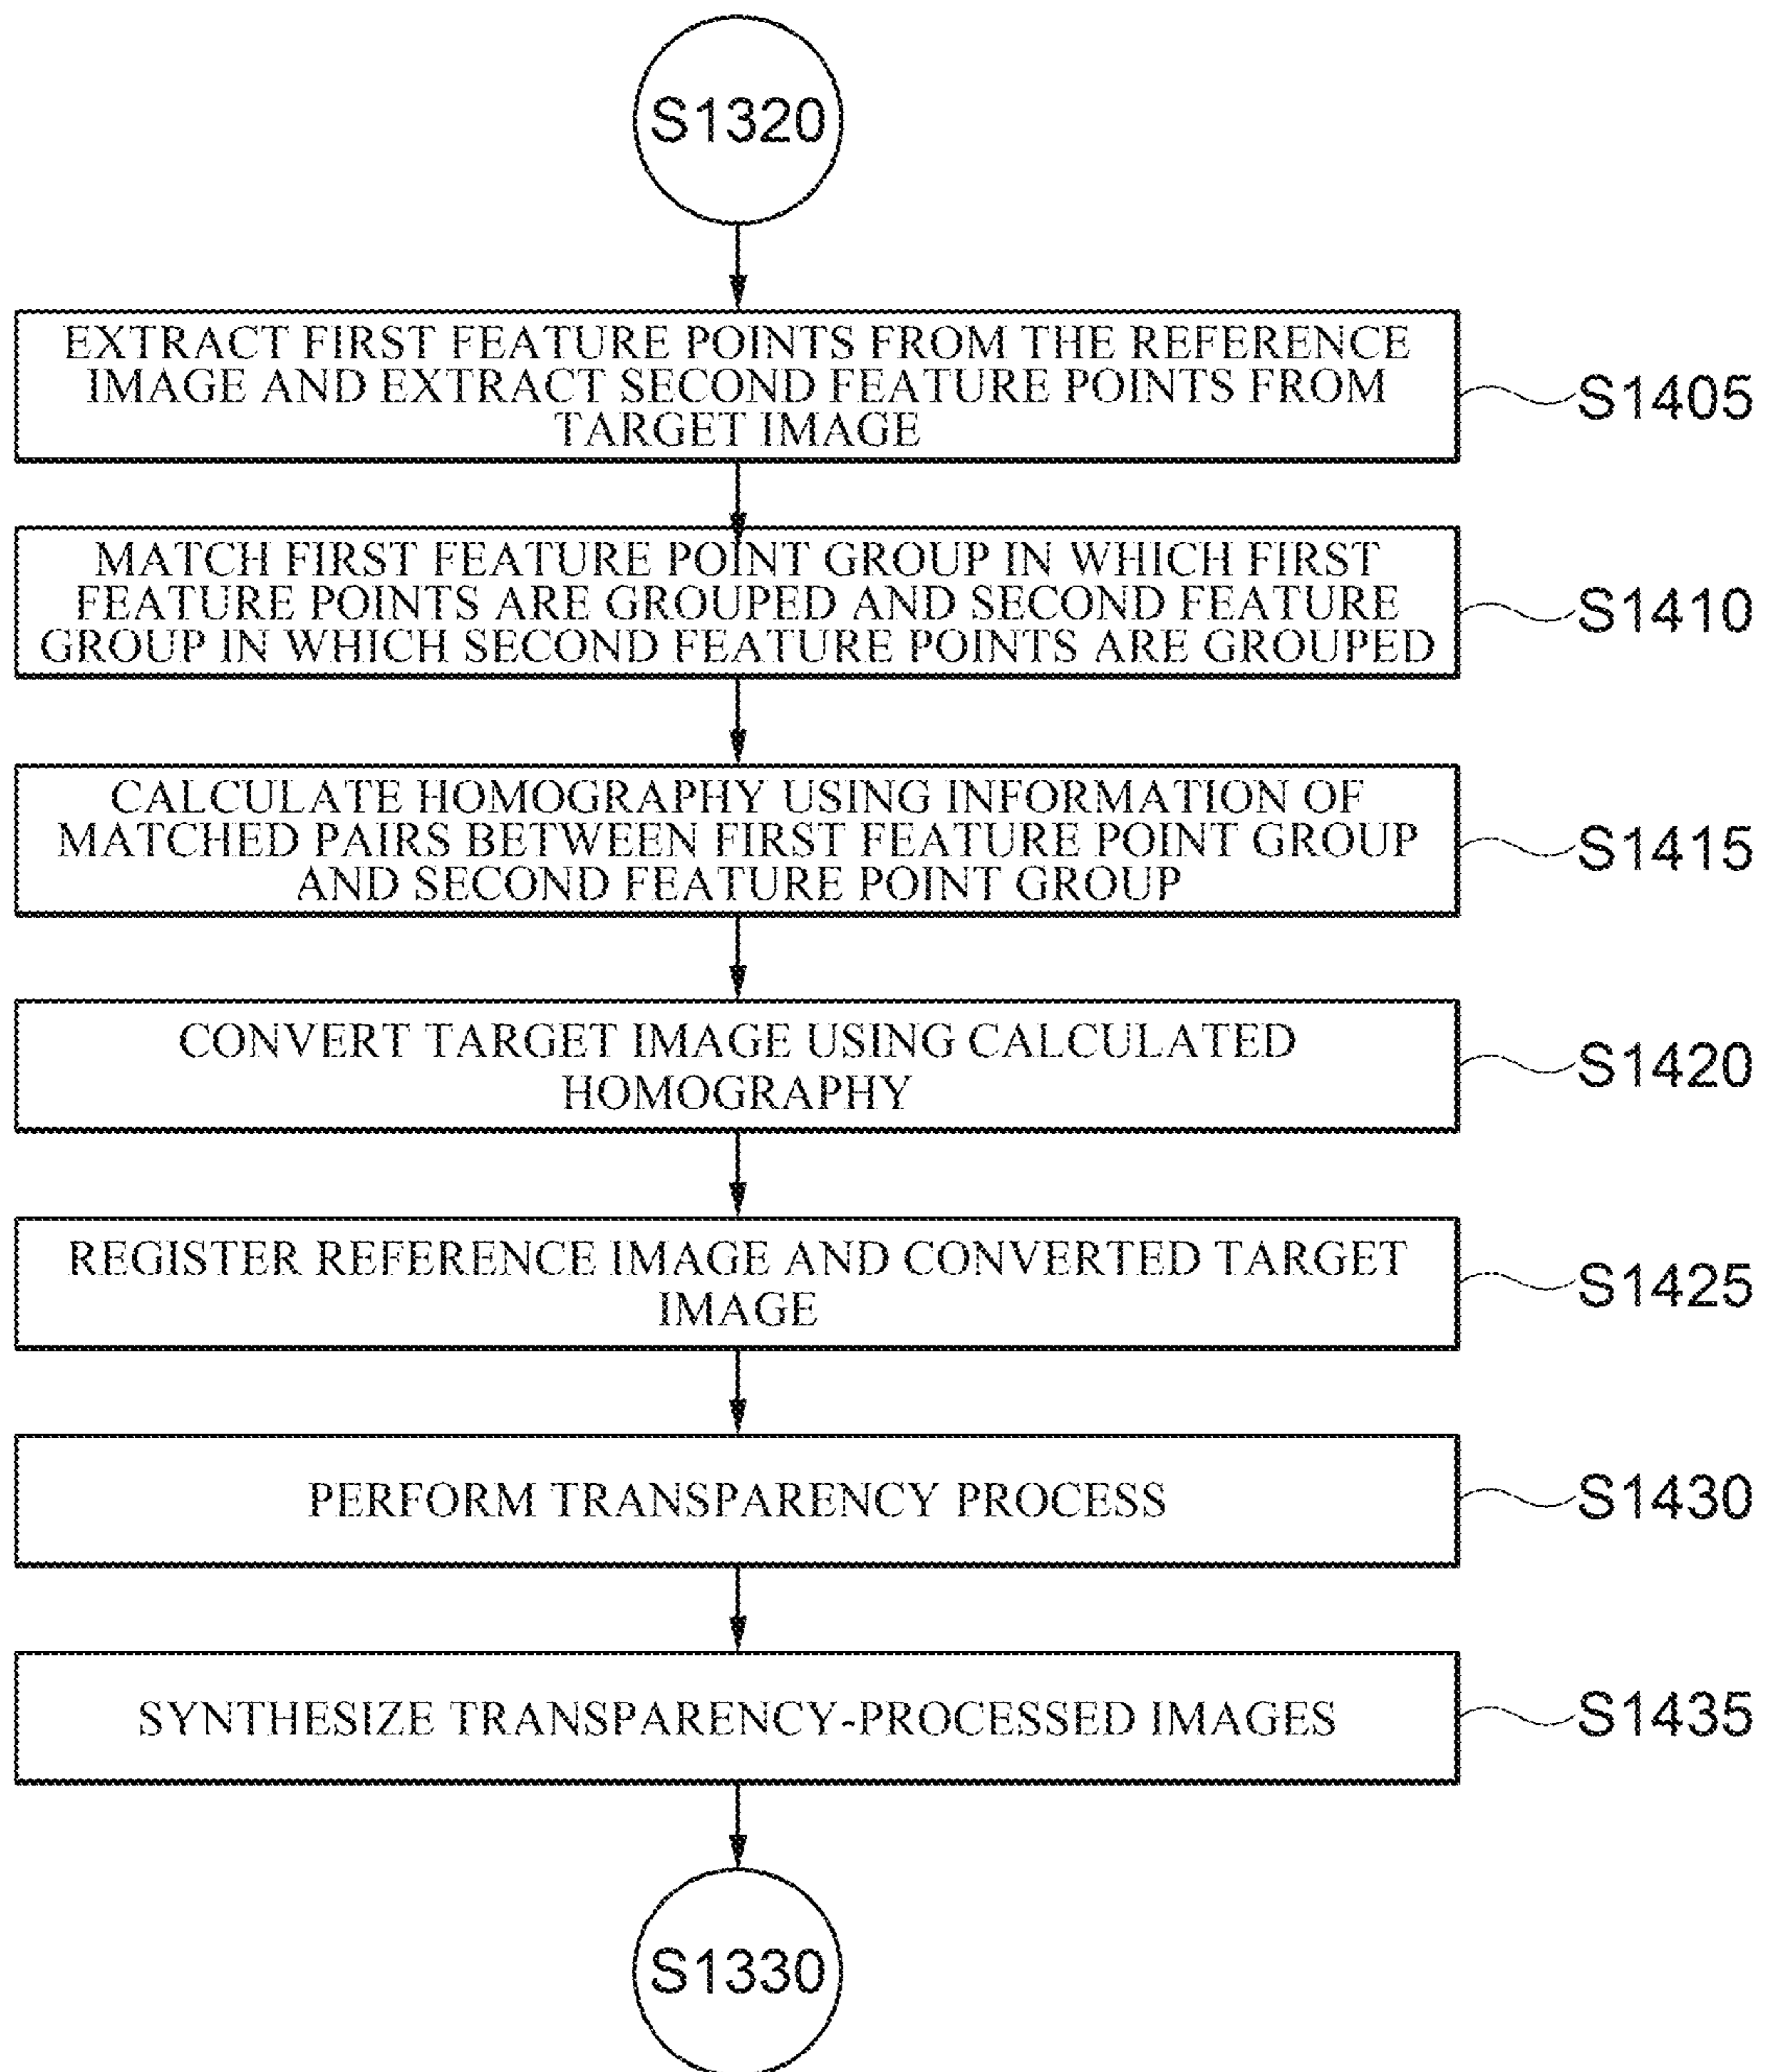 S1320
EXTRACT FIRST FEATURE POINTS FROM THE REFERENCE
IMAGE AND EXTRACT SECOND FEATURE POINTS FROM
TARGET IMAGE
S1405
MATCH FIRST FEATURE POINT GROUP IN WHICH FIRST
FEATURE POINTS ARE GROUPED AND SECOND FEATURE
GROUP IN WHICH SECOND FEATURE POINTS ARE GROUPED
S1410
CALCULATE HOMOGRAPHY USING INFORMATION OF
MATCHED PAIRS BETWEEN FIRST FEATURE POINT GROUP
AND SECOND FEATURE POINT GROUP
S1415
CONVERT TARGET IMAGE USING CALCULATED
HOMOGRAPHY
S1420
REGISTER REFERENCE IMAGE AND CONVERTED TARGET
IMAGE
S1425
PERFORM TRANSPARENCY PROCESS
S1430
SYNTHESIZE TRANSPARENCY-PROCESSED IMAGES
S1435
S1330